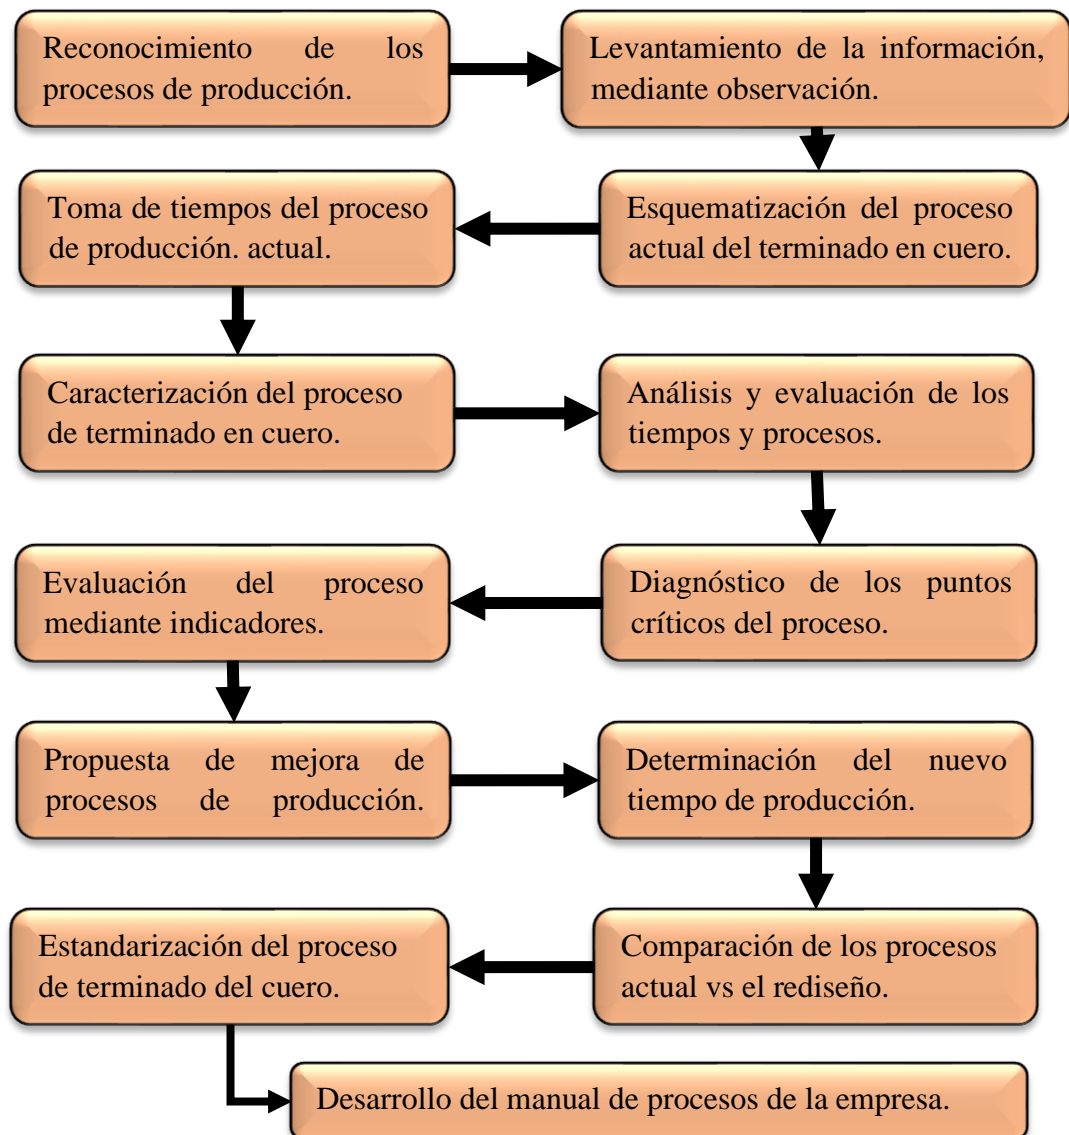 Reconocimiento de los
procesos de producción.
Levantamiento de la información,
mediante observación.
Esquematización del proceso
actual del terminado en cuero.
Toma de tiempos del proceso
de producción. actual.
Caracterización del proceso
de terminado en cuero.
Análisis y evaluación de los
tiempos y procesos.
Diagnóstico de los puntos
críticos del proceso.
Evaluación del proceso
mediante indicadores.
Propuesta de mejora de
procesos de producción.
Determinación del nuevo
tiempo de producción.
Comparación de los procesos
actual vs el rediseño.
Estandarización del proceso
de terminado del cuero.
Desarrollo del manual de procesos de la empresa.